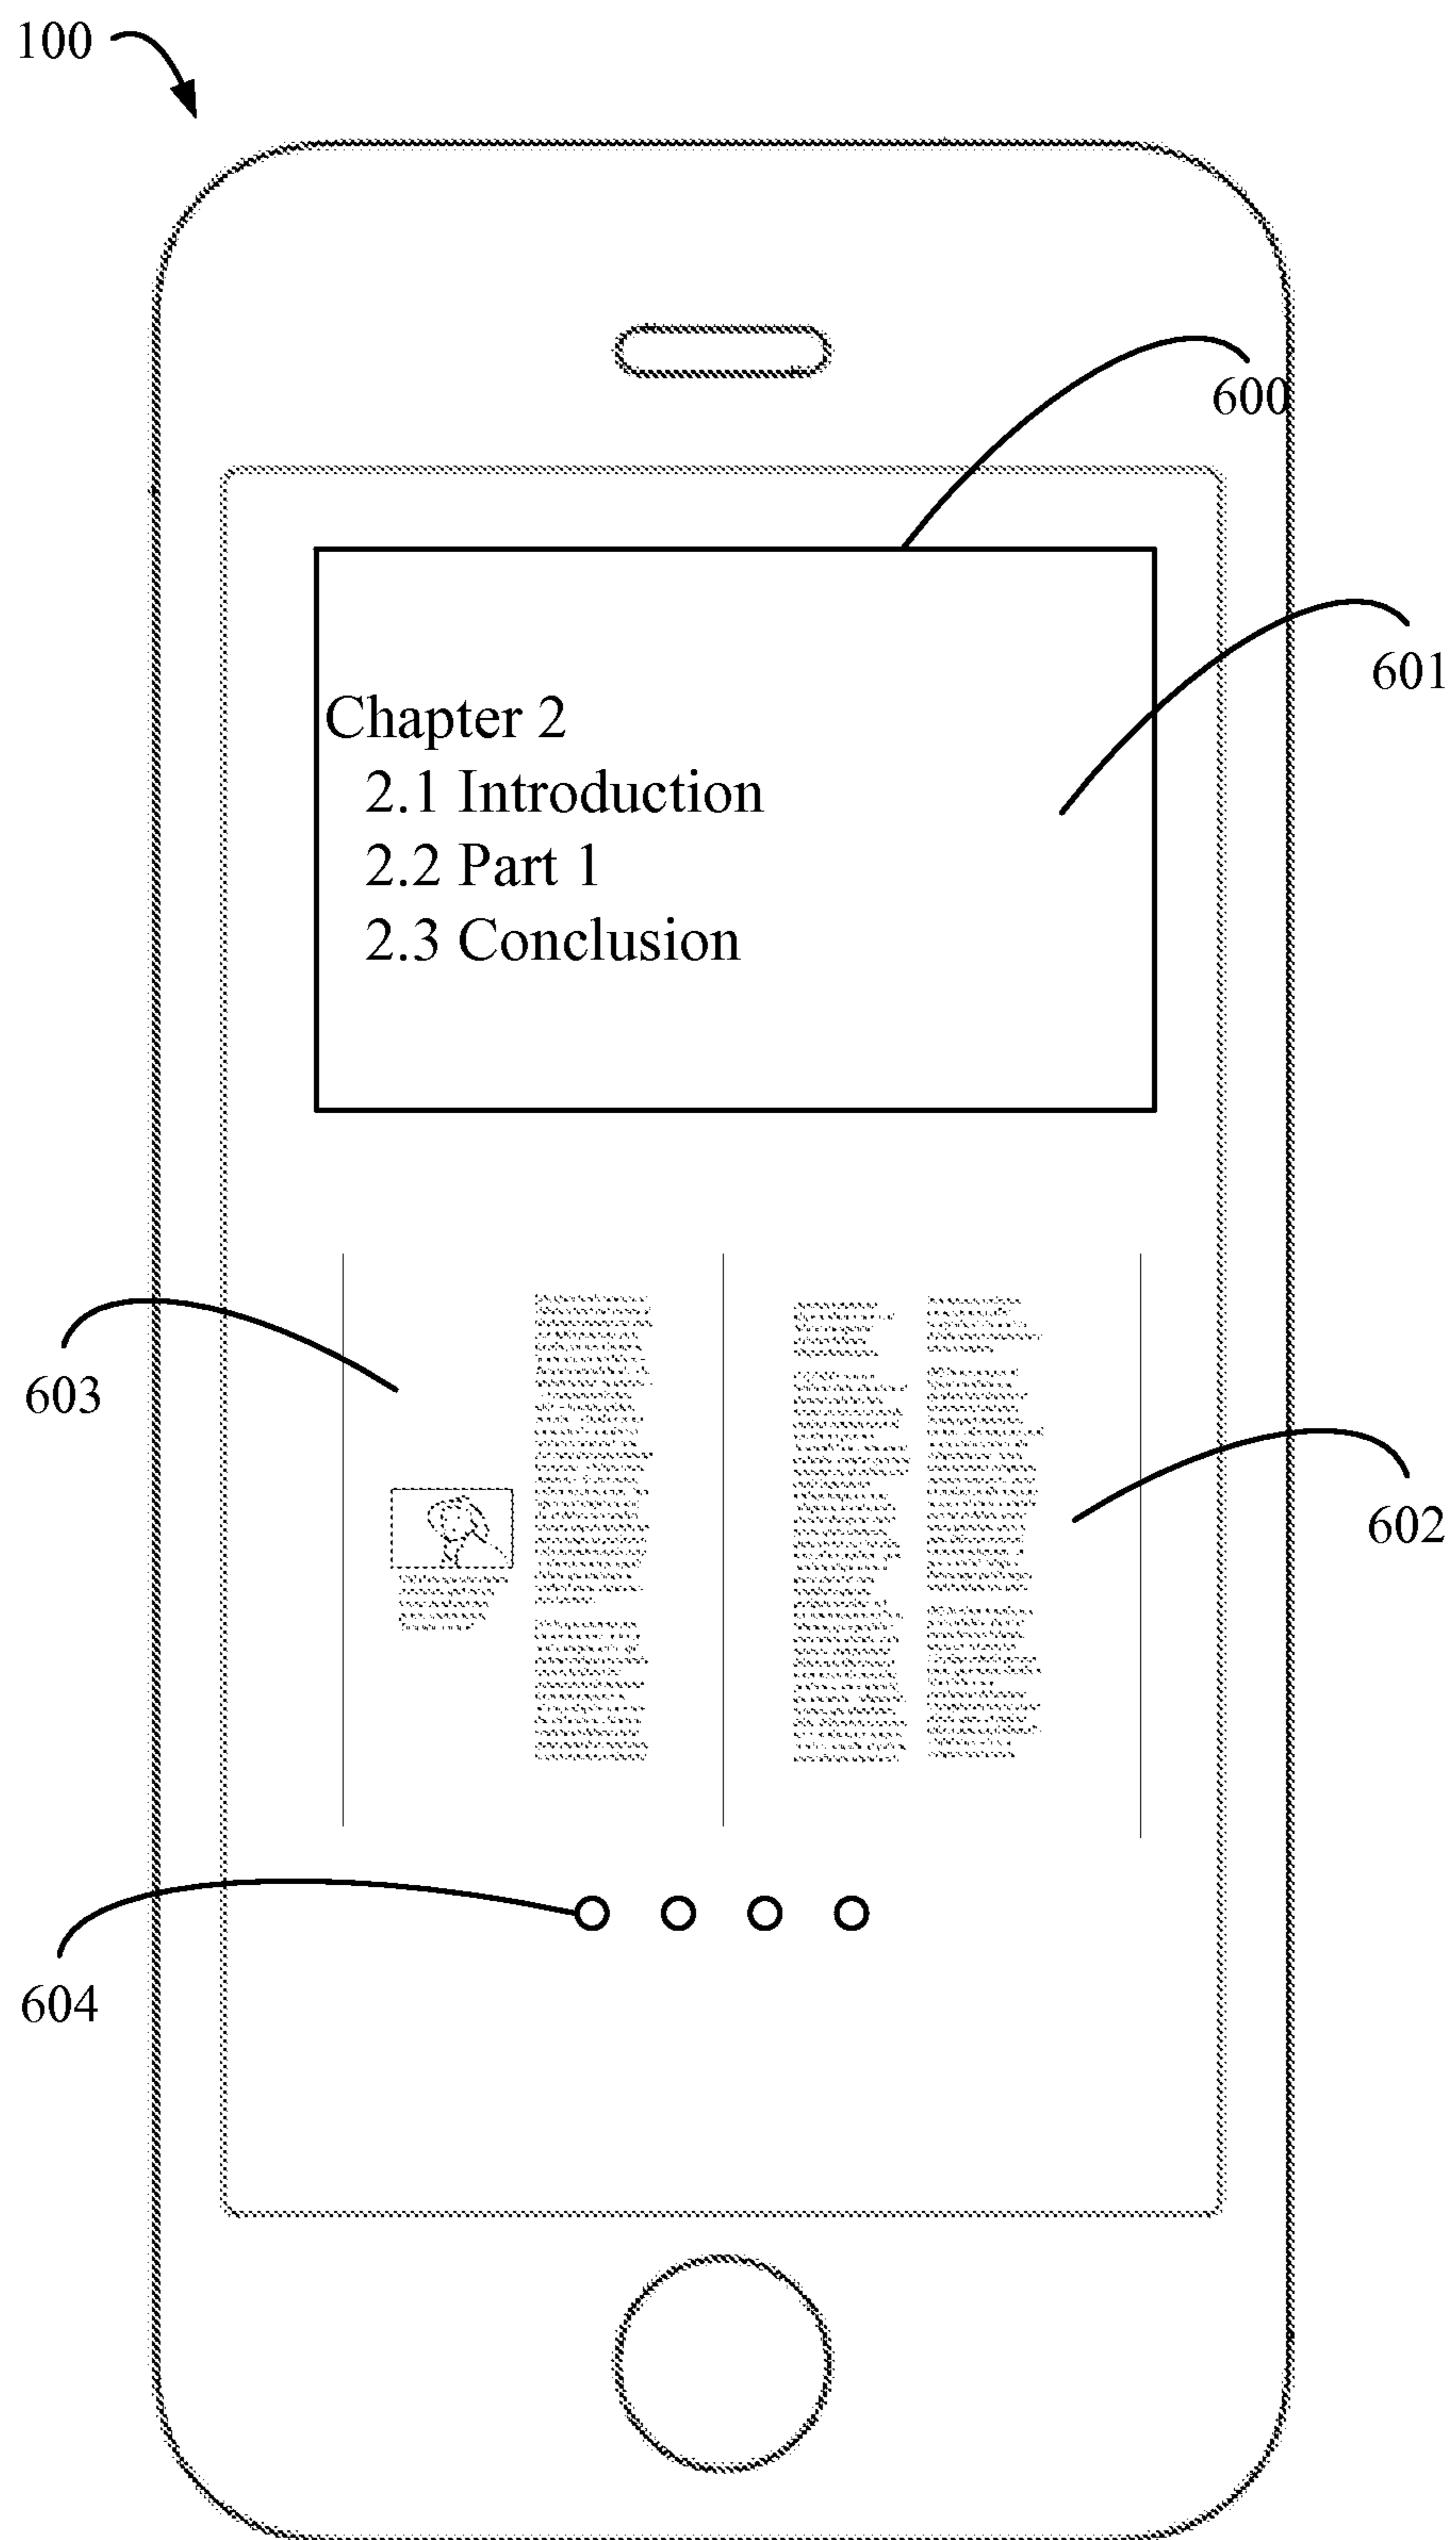 100
600
601
Chapter 2
2.1 Introduction
2.2 Part 1
2.3 Conclusion
603
602
604